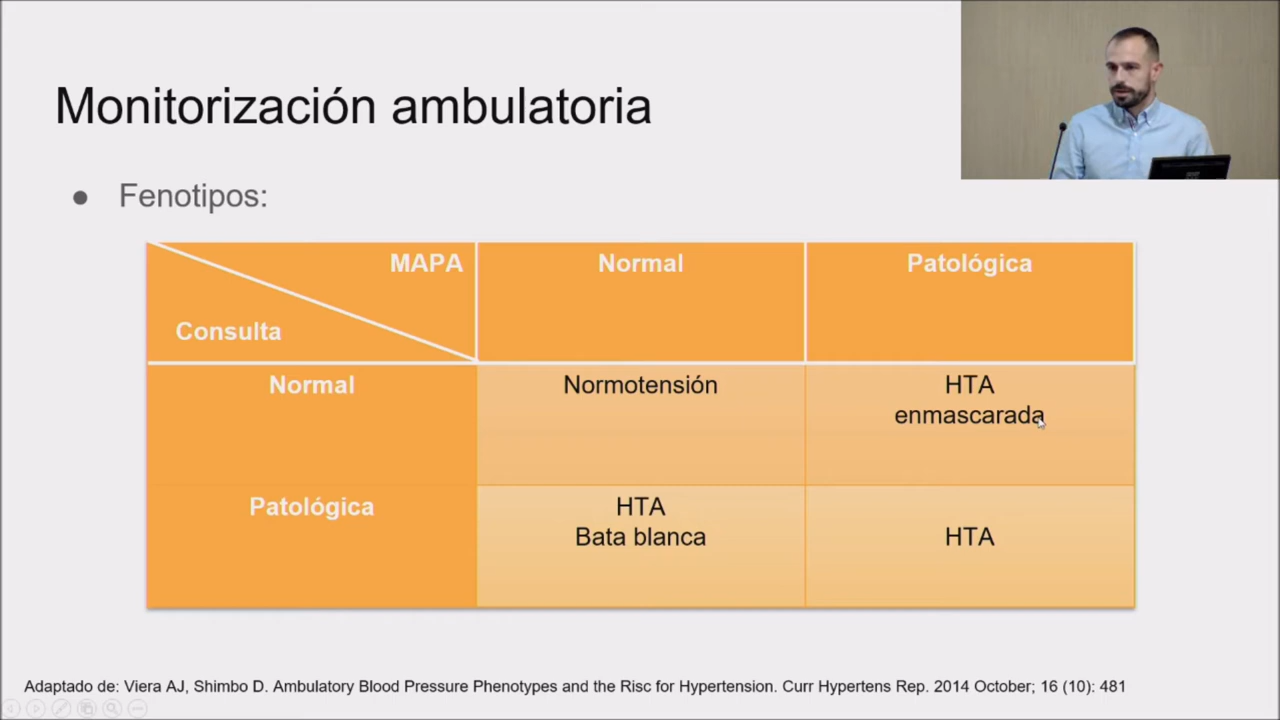 Monitorización ambulatoria
● Fenotipos:
MAPA
Consulta
Normal
Patológica
Normal
Normotensión
HTA
enmascarada
Patológica
HTA
Bata blanca
HTA
Adaptado de: Viera AJ, Shimbo D. Ambulatory Blood Pressure Phenotypes and the Risc for Hypertension. Curr Hypertens Rep. 2014 October; 16 (10): 481